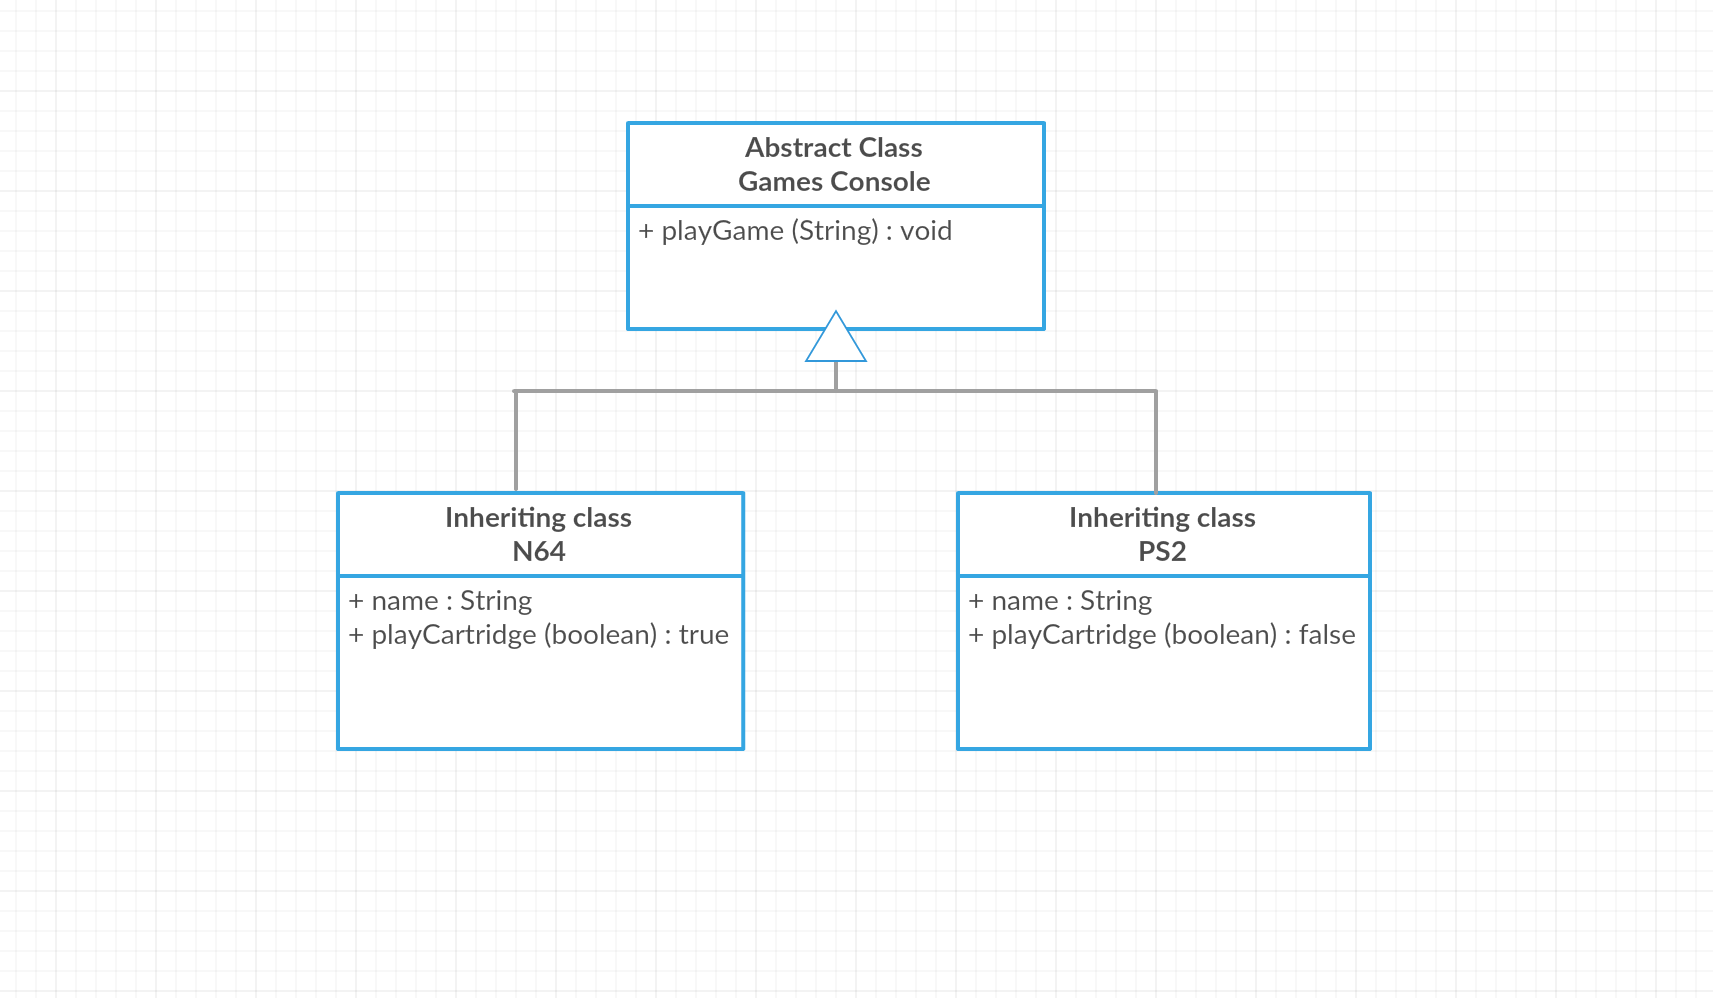 Abstract Class
Games Console
+ playGame (String) : void
Inheriting class
N64
+ name : String
+ playCartridge (boolean) : true
Inheriting class
PS2
+ name : String
+ playCartridge (boolean) : false